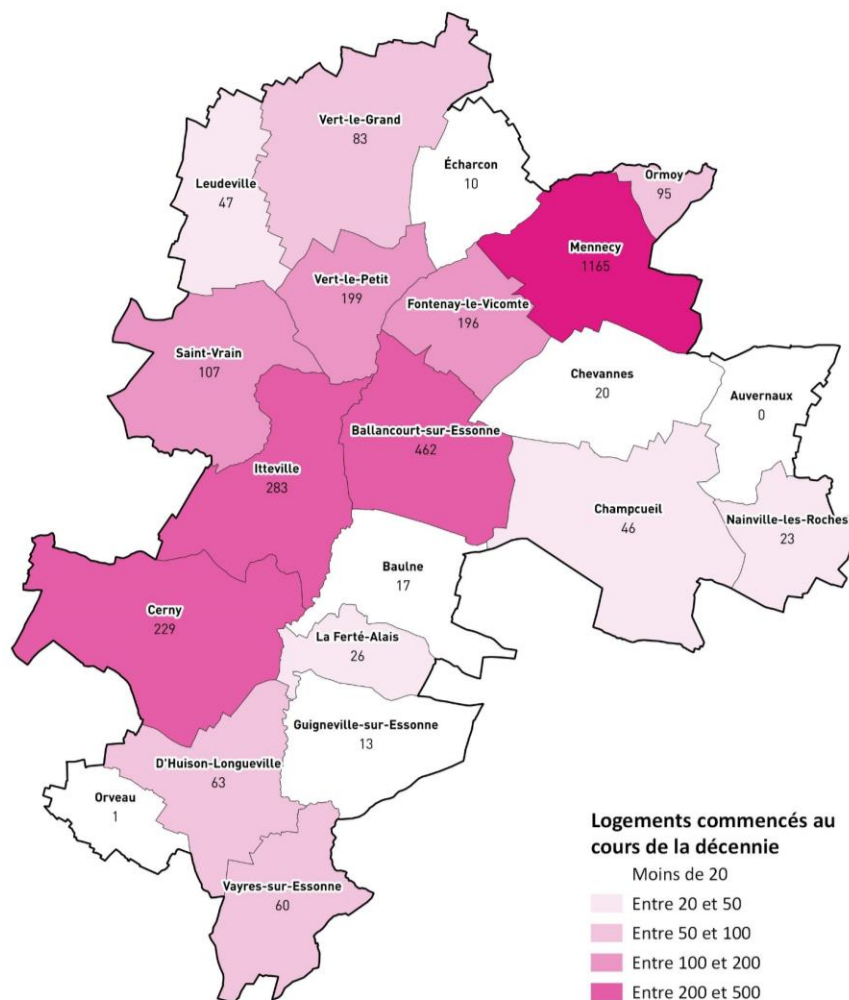 Vert-le-Grand
83
Écharcon
10
Ormoy
95
Leudeville
47
Mennecy
1165
Vert-le-Petit
199
Fontenay-le-Vicomte
196
Saint-Vrain
107
Chevannes
20
Auvernaux
0
Ballancourt-sur-Essonne
462
Itteville
283
Champcueil
46
Nainville-les-Roches
23
Baulne
17
Cerny
229
La Ferté-Alais
26
Guigneville-sur-Essonne
13
D'Huison-Longueville
63
Orveau
1
Vayres-sur-Essonne
60
Logements commencés au
cours de la décennie
Moins de 20
Entre 20 et 50
Entre 50 et 100
Entre 100 et 200
Entre 200 et 500